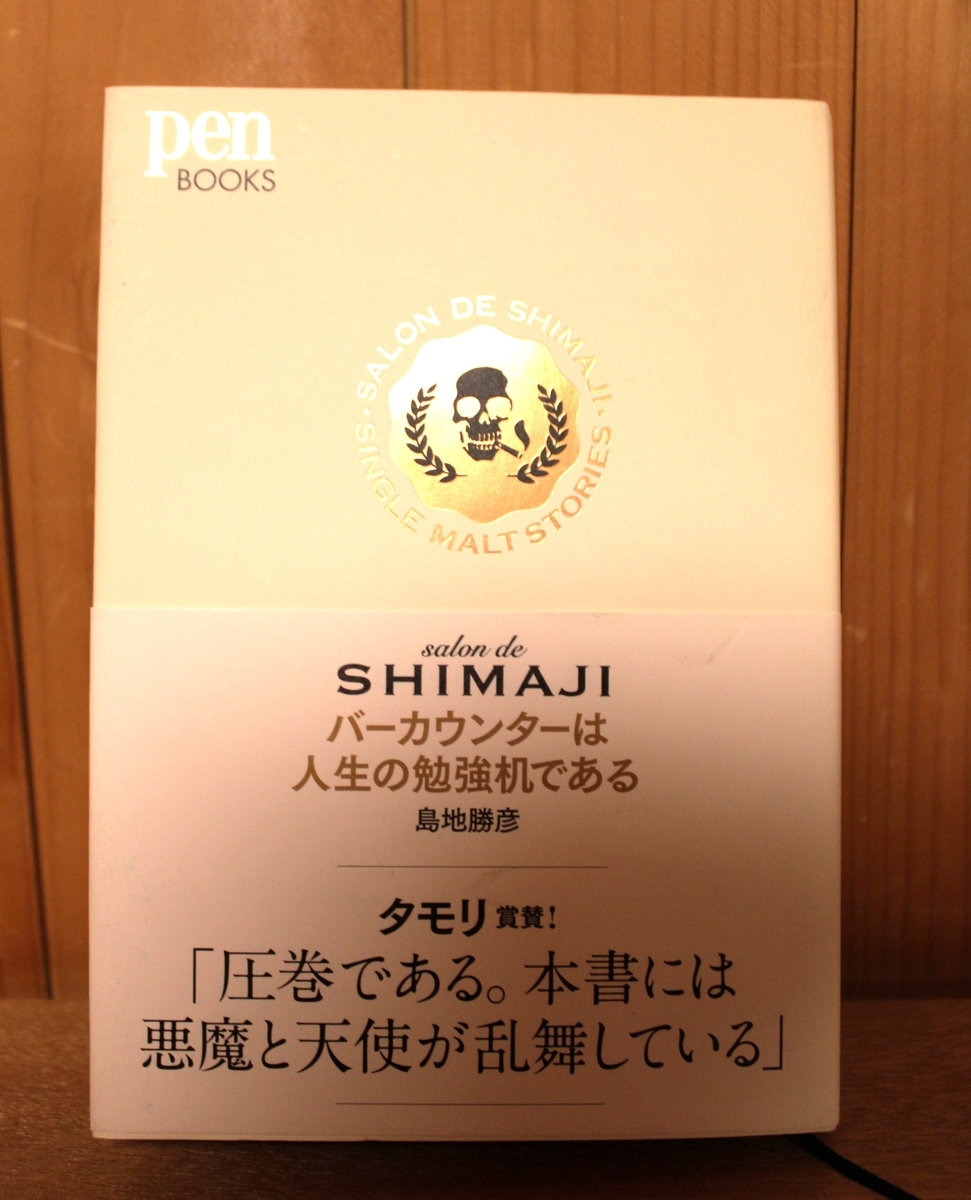 pen
BOOKS
SALON DE SHIMAJI
SINGLE MALT STORIES
salon de
SHIMAJI
バーカウンターは
人生の勉強机である
島地勝彦
タモリ 賞賛！
「圧巻である。本書には
悪魔と天使が乱舞している」